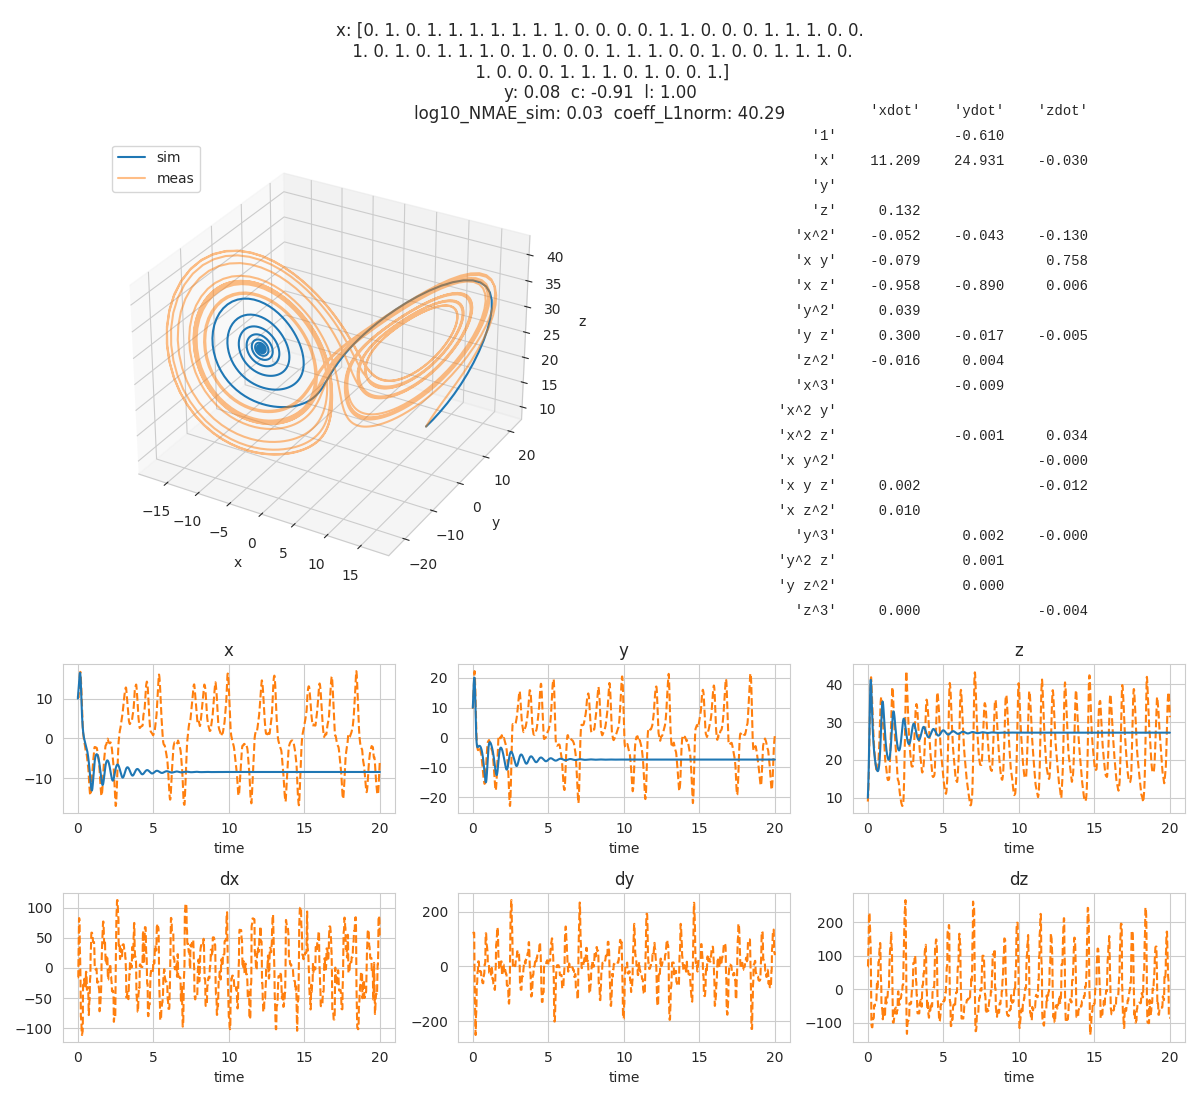 x: [0. 1. 0. 1. 1. 1. 1. 1. 1. 1. 0. 0. 0. 0. 1. 1. 0. 0. 0. 1. 1. 1. 1. 0. 0.
1. 0. 1. 0. 1. 1. 1. 1. 0. 1. 0. 0. 0. 0. 1. 1. 1. 0. 0. 1. 0. 0. 1. 1. 1. 1. 0.
1. 0. 0. 0. 1. 1. 1. 0. 1. 0. 0. 1.]
y: 0.08 c: -0.91 l: 1.00
log10_NMAE_sim: 0.03 coeff_L1norm: 40.29
'xdot' 'ydot' 'zdot'
'1' -0.610
'x' 11.209 24.931 -0.030
'y'
'z' 0.132
'x^2' -0.052 -0.043 -0.130
'x y' -0.079 0.758
'x z' -0.958 -0.890 0.006
'y^2' 0.039
'y z' 0.300 -0.017 -0.005
'z^2' -0.016 0.004
'x^3' -0.009
'x^2 y'
'x^2 z' -0.001 0.034
'x y^2' -0.000
'x y z' 0.002 -0.012
'x z^2' 0.010
'y^3' 0.002 -0.000
'y^2 z' 0.001
'y z^2' 0.000
'z^3' 0.000 -0.004
sim
meas
40
35
30
25
20
15
10
z
20
10
0
−10
−20
y
−15
−10
−5
0
5
10
15
x
x
10
0
−10
0 5 10 15 20
time
y
20
10
0
−10
−20
0 5 10 15 20
time
z
40
30
20
10
0 5 10 15 20
time
dx
100
50
0
−50
−100
0 5 10 15 20
time
dy
200
0
−200
0 5 10 15 20
time
dz
200
100
0
−100
0 5 10 15 20
time